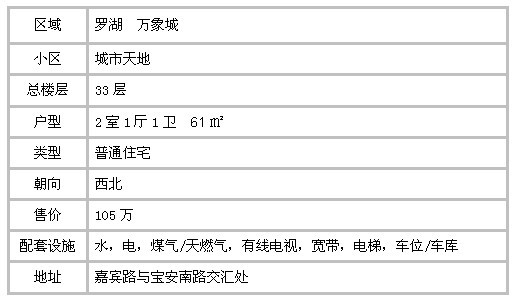 区域 罗湖 万象城
小区 城市天地
总楼层 33 层
户型 2 室 1 厅 1 卫 61 ㎡
类型 普通住宅
朝向 西北
售价 105 万
配套设施 水，电，煤气/天燃气，有线电视，宽带，电梯，车位/车库
地址 嘉宾路与宝安南路交汇处